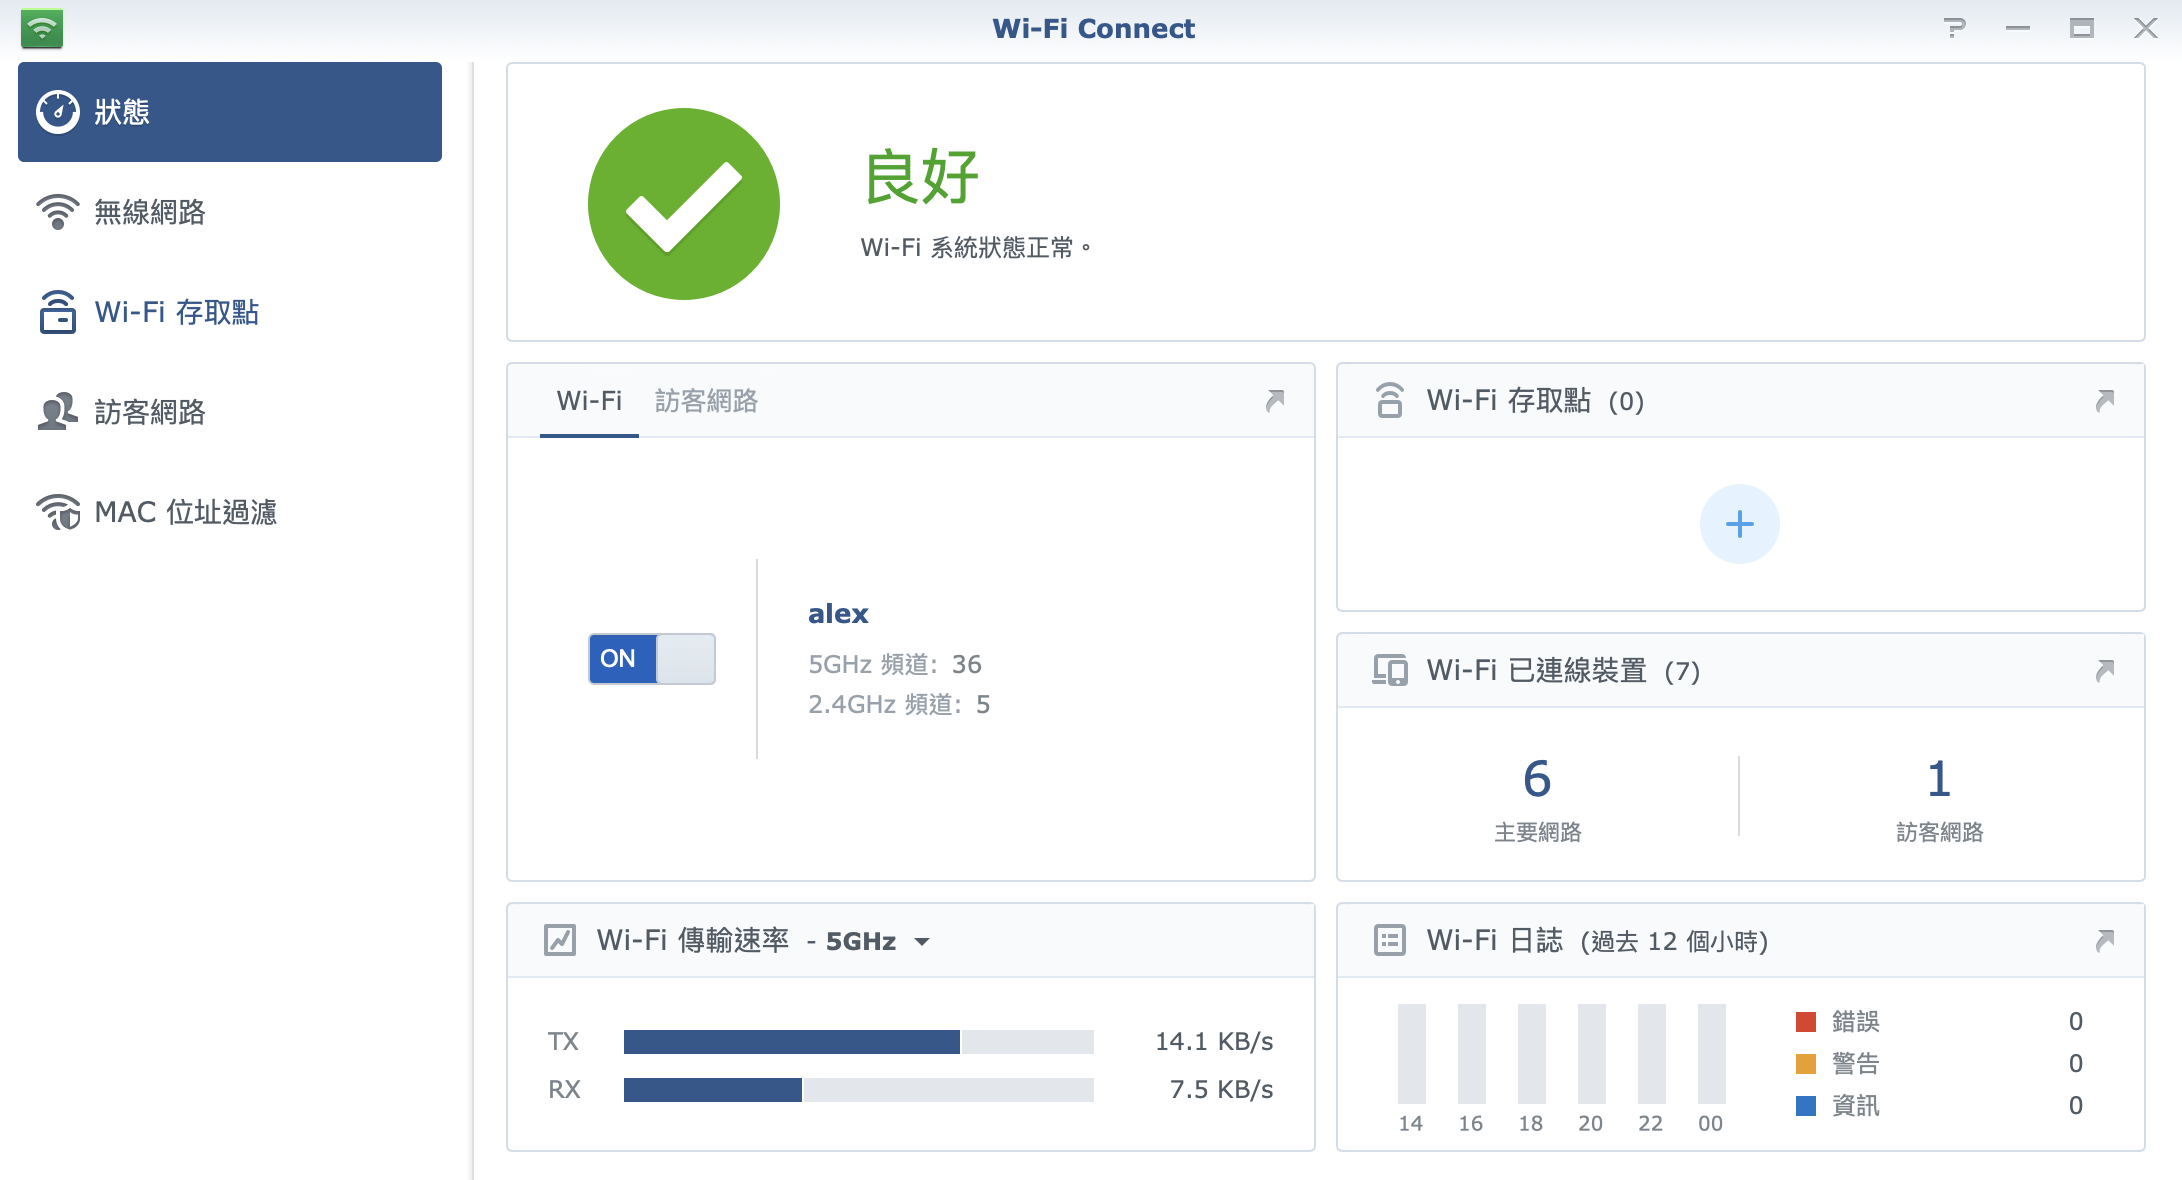 Wi-Fi Connect
狀態
無線網路
Wi-Fi 存取點
訪客網路
MAC 位址過濾
良好
Wi-Fi 系統狀態正常。
Wi-Fi 訪客網路
ON
alex
5GHz 頻道: 36
2.4GHz 頻道: 5
Wi-Fi 存取點 (0)
Wi-Fi 已連線裝置 (7)
6 1
主要網路 訪客網路
Wi-Fi 傳輸速率 - 5GHz
TX 14.1 KB/s
RX 7.5 KB/s
Wi-Fi 日誌 (過去 12 個小時)
14 16 18 20 22 00
錯誤 0
警告 0
資訊 0